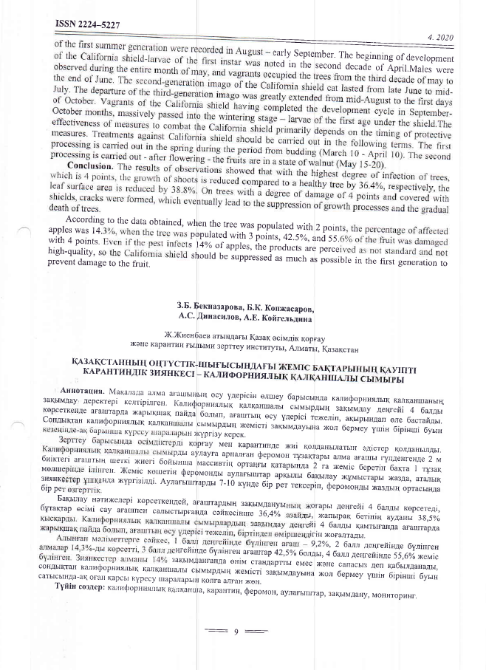 ISSN 2224–5227
4. 2020
of the first summer generation were recorded in August – early September. The beginning of development
of the California shield-larvae of the first instar was noted in the second decade of April.Males were
observed during the entire month of may, and vagrants occupied the trees from the third decade of may to
the end of June. The second-generation imago of the California shield cat lasted from late June to mid-
July. The departure of the third-generation imago was greatly extended from mid-August to the first days
of October. Vagrants of the California shield having completed the development cycle in September-
October months, massively passed into the wintering stage – larvae of the first age under the shield.The
effectiveness of measures to combat the California shield primarily depends on the timing of protective
measures. Treatments against California shield should be carried out in the following terms. The first
processing is carried out in the spring during the period from budding (March 10 - April 10). The second
processing is carried out - after flowering - the fruits are in a state of walnut (May 15-20).
Conclusion. The results of observations showed that with the highest degree of infection of trees,
which is 4 points, the growth of shoots is reduced compared to a healthy tree by 36.4%, respectively, the
leaf surface area is reduced by 38.8%. On trees with a degree of damage of 4 points and covered with
shields, cracks were formed, which eventually lead to the suppression of growth processes and the gradual
death of trees.
According to the data obtained, when the tree was populated with 2 points, the percentage of affected
apples was 14.3%, when the tree was populated with 3 points, 42.5%, and 55.6% of the fruit was damaged
with 4 points. Even if the pest infects 14% of apples, the products are perceived as not standard and not
high-quality, so the California shield should be suppressed as much as possible in the first generation to
prevent damage to the fruit.
З.Б. Бекназарова, Б.К. Копжасаров,
А.С. Динасилов, А.Е. Койгельдина
Ж.Жиенбаев атындағы Қазақ өсімдік қорғау
және карантин ғылыми зерттеу институты, Алматы, Қазақстан
ҚАЗАҚСТАННЫҢ ОҢТҮСТІК-ШЫҒЫСЫНДАҒЫ ЖЕМІС БАҚТАРЫНЫҢ ҚАУІПТІ
КАРАНТИНДІК ЗИЯНКЕСІ – КАЛИФОРНИЯЛЫҚ ҚАЛҚАНШАЛЫ СЫМЫРЫ
Аннотация. Мақалада алма ағашының өсу үдерісін өлшеу барысында калифорниялық қалқаншаның
зақымдау деректері келтірілген. Калифорниялық қалқаншалы сымырдың зақымдау деңгейі 4 балды
көрсеткенде ағаштарда жарықшақ пайда болып, ағаштың өсу үдерісі тежеліп, ақырындап өле бастайды.
Сондықтан калифорниялық қалқаншалы сымырдың жемісті зақымдауына жол бермеу үшін бірінші буын
кезеңінде-ақ барынша күресу шараларын жүргізу керек.
Зерттеу барысында өсімдіктерді қорғау мен карантинде жиі қолданылатын әдістер қолданылды.
Калифорниялық қалқаншалы сымырды аулауға арналған феромон тұзақтары алма ағашы гүлдегенде 2 м
биіктегі ағаштың шеткі жиегі бойынша массивтің ортаңғы қатарында 2 га жеміс беретін бақта 1 тұзақ
мөлшерінде ілінген. Жеміс кешенін феромонды аулағыштар арқылы бақылау жұмыстары жазда, аталық
зиянкестер ұшқанда жүргізілді. Аулағыштарды 7-10 күнде бір рет тексеріп, феромонды жаздың ортасында
бір рет өзгерттік.
Бақылау нәтижелері көрсеткендей, ағаштардың зақымдануының жоғары деңгейі 4 балды көрсетеді,
бұтақтар өсімі сау ағашпен салыстырғанда сәйкесінше 36,4% азайды, жапырақ бетінің ауданы 38,5%
қысқарды. Калифорниялық қалқаншалы сымырлардың зақымдау деңгейі 4 балды қамтығанда ағаштарда
жарықшақ пайда болып, ағаштың өсу үдерісі тежеліп, біртіндеп өміршеңдігін жоғалтады.
Алынған мәліметтерге сәйкес, 1 балл деңгейінде бүлінген ағаш – 9,2%, 2 балл деңгейінде бүлінген
алмалар 14,3%-ды көрсетті, 3 балл деңгейінде бүлінген ағаштар 42,5% болды, 4 балл деңгейінде 55,6% жеміс
бүлінген. Зиянкестер алманы 14% зақымдағанда өнім стандартты емес және сапасыз деп қабылданады,
сондықтан калифорниялық қалқаншалы сымырдың жемісті зақымдауына жол бермеу үшін бірінші буын
сатысында-ақ оған қарсы күресу шараларын қолға алған жөн.
Түйін сөздер: калифорниялық қалқанша, карантин, феромон, аулағыштар, зақымдау, мониторинг.
9